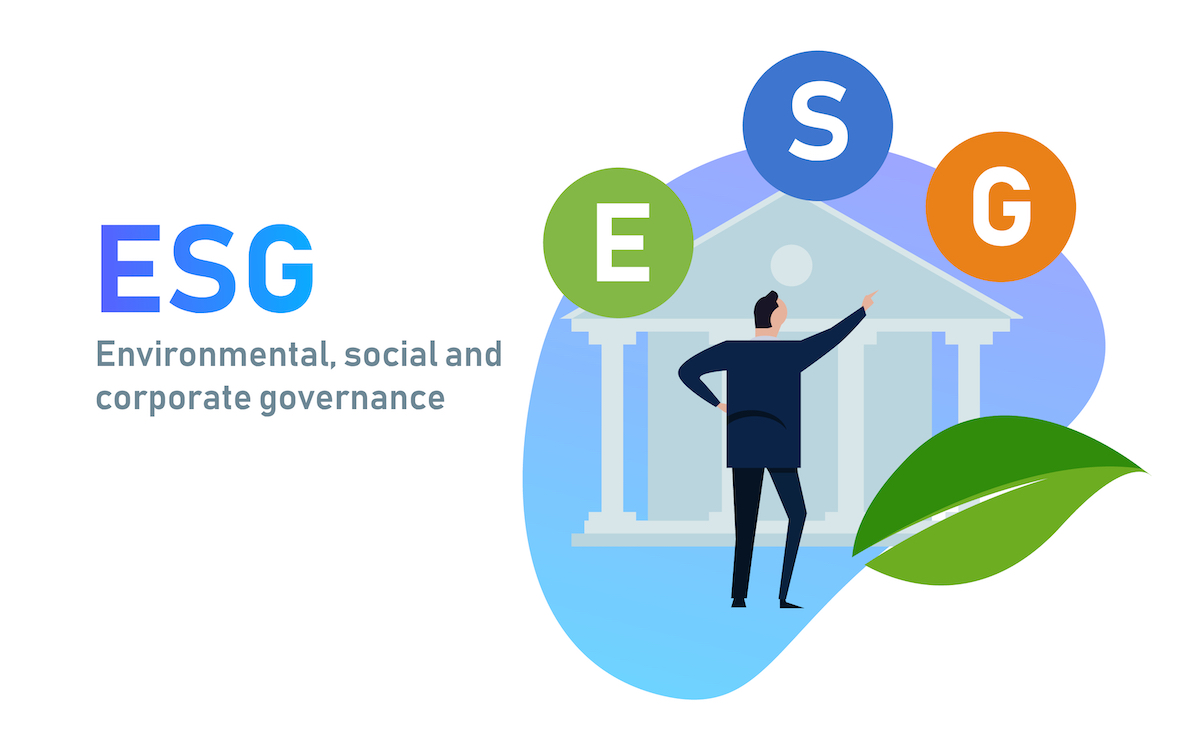 ESG
Environmental, social and
corporate governance
E
S
G